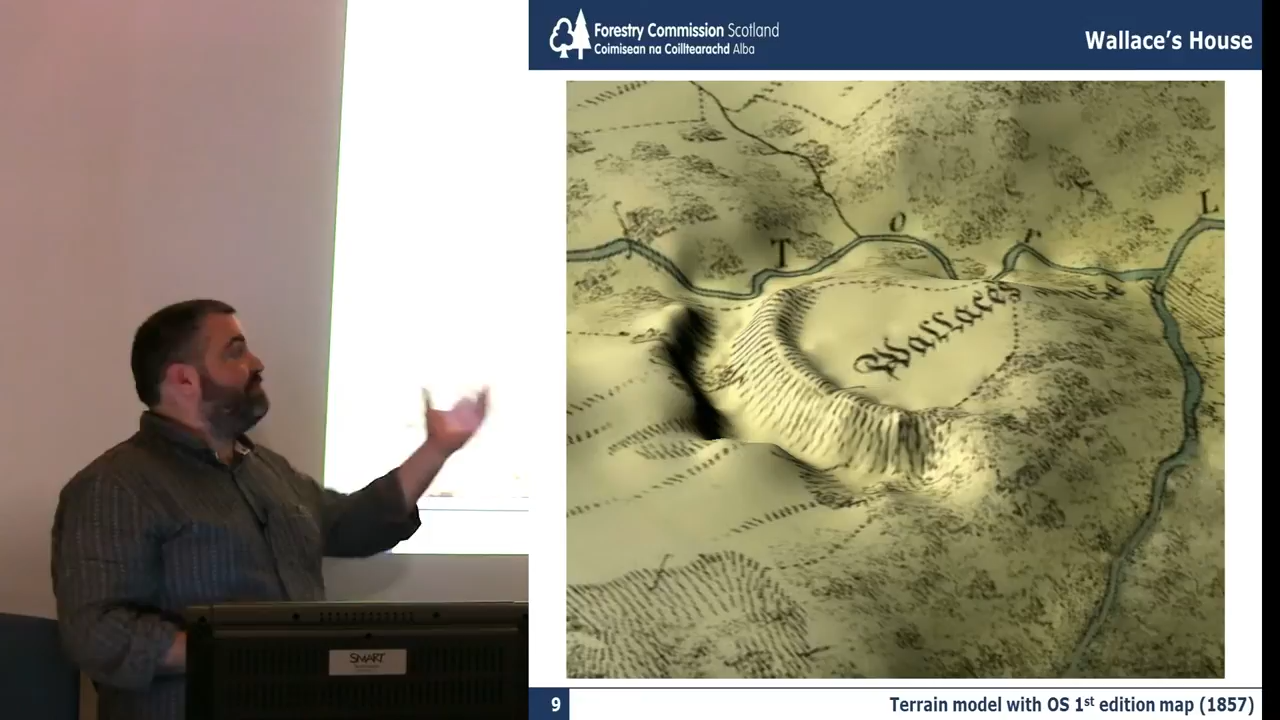 Forestry Commission Scotland
Coimisean na Coilltearachd Alba
Wallace's House
T
o
r
L
Wallaces
SMART
9
Terrain model with OS 1st edition map (1857)